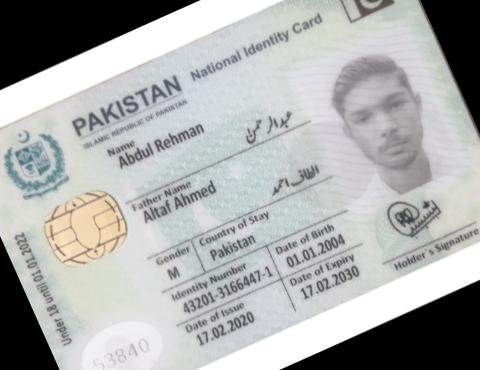 PAKISTAN National Identity Card
ISLAMIC REPUBLIC OF PAKISTAN
Name
Abdul Rehman
عبدالرحمن
Father Name
Altaf Ahmed
الطاف احمد
Gender Country of Stay
M Pakistan
Identity Number Date of Birth
43201-3166447-1 01.01.2004
Date of Issue Date of Expiry
17.02.2020 17.02.2030
Holder's Signature
Under 18 until 01.01.2022
53840